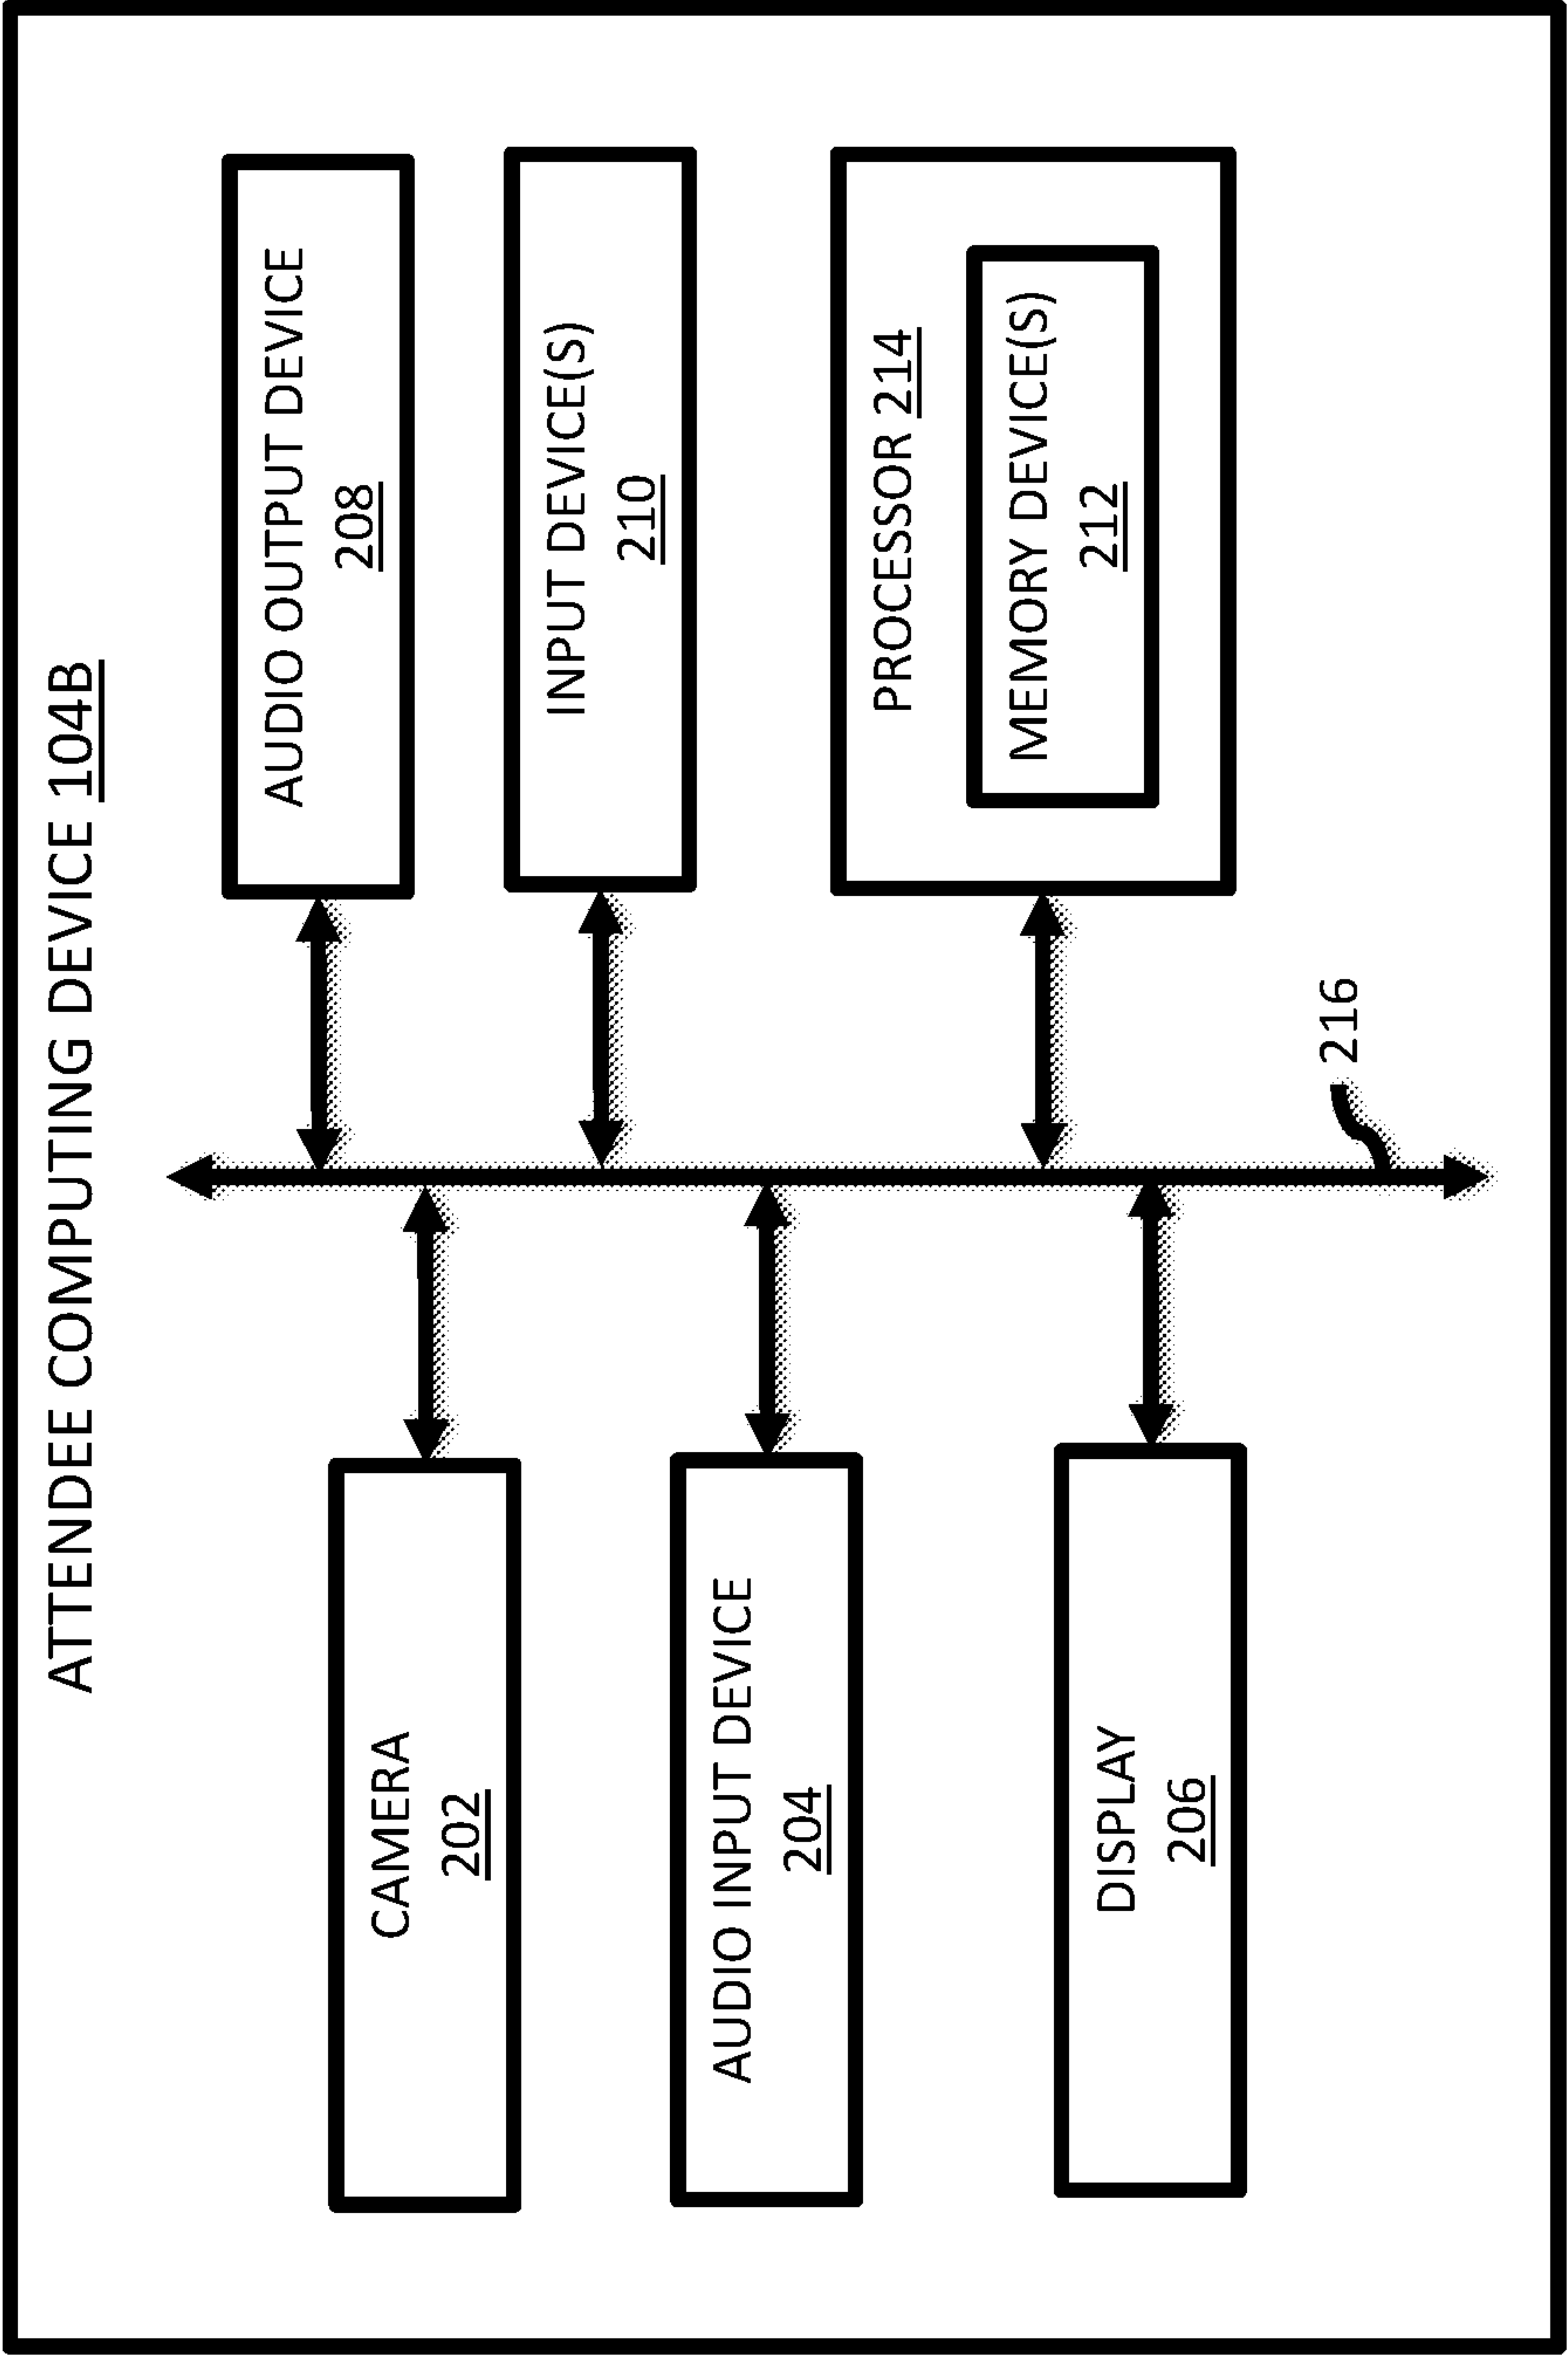 ATTENDEE COMPUTING DEVICE 104B
CAMERA
202
AUDIO INPUT DEVICE
204
DISPLAY
206
AUDIO OUTPUT DEVICE
208
INPUT DEVICE(S)
210
PROCESSOR 214
MEMORY DEVICE(S)
212
216